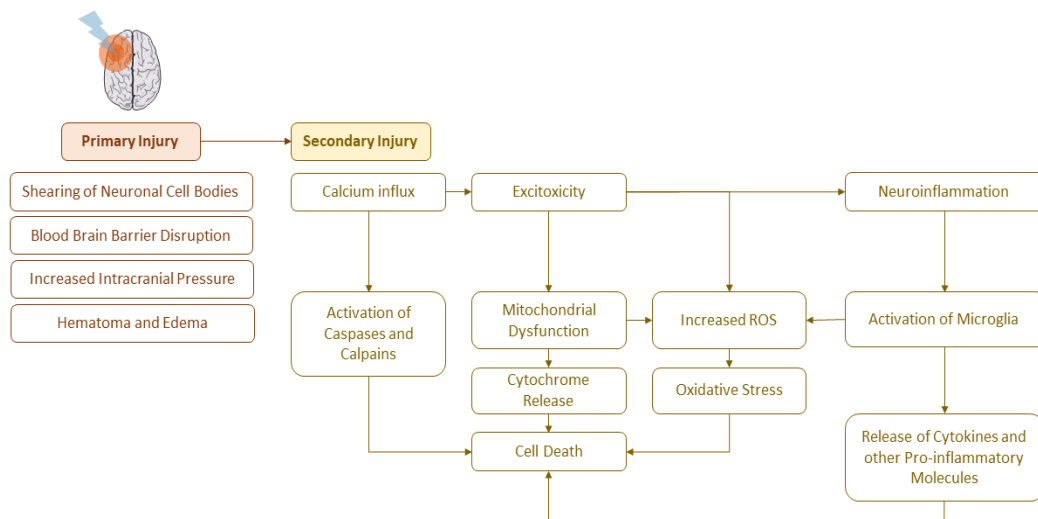 Primary Injury
Secondary Injury
Shearing of Neuronal Cell Bodies
Blood Brain Barrier Disruption
Increased Intracranial Pressure
Hematoma and Edema
Calcium influx
Excitoxicity
Neuroinflammation
Activation of
Caspases and
Calpains
Mitochondrial
Dysfunction
Increased ROS
Activation of Microglia
Cytochrome
Release
Oxidative Stress
Cell Death
Release of Cytokines and
other Pro-inflammatory
Molecules